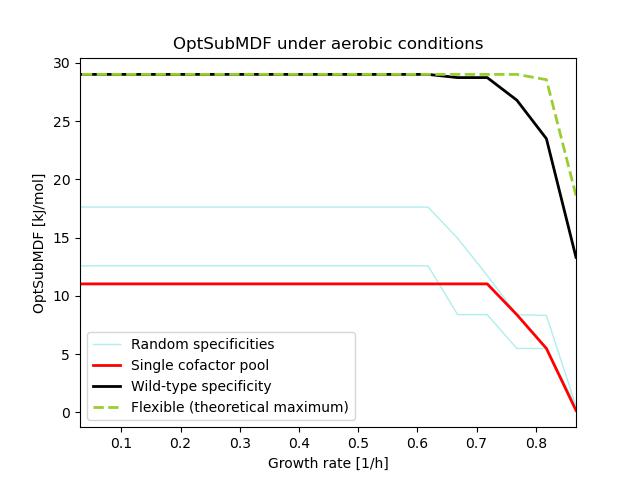 OptSubMDF under aerobic conditions
30
25
20
15
10
5
0
OptSubMDF [kJ/mol]
Random specificities
Single cofactor pool
Wild-type specificity
Flexible (theoretical maximum)
0.1 0.2 0.3 0.4 0.5 0.6 0.7 0.8
Growth rate [1/h]